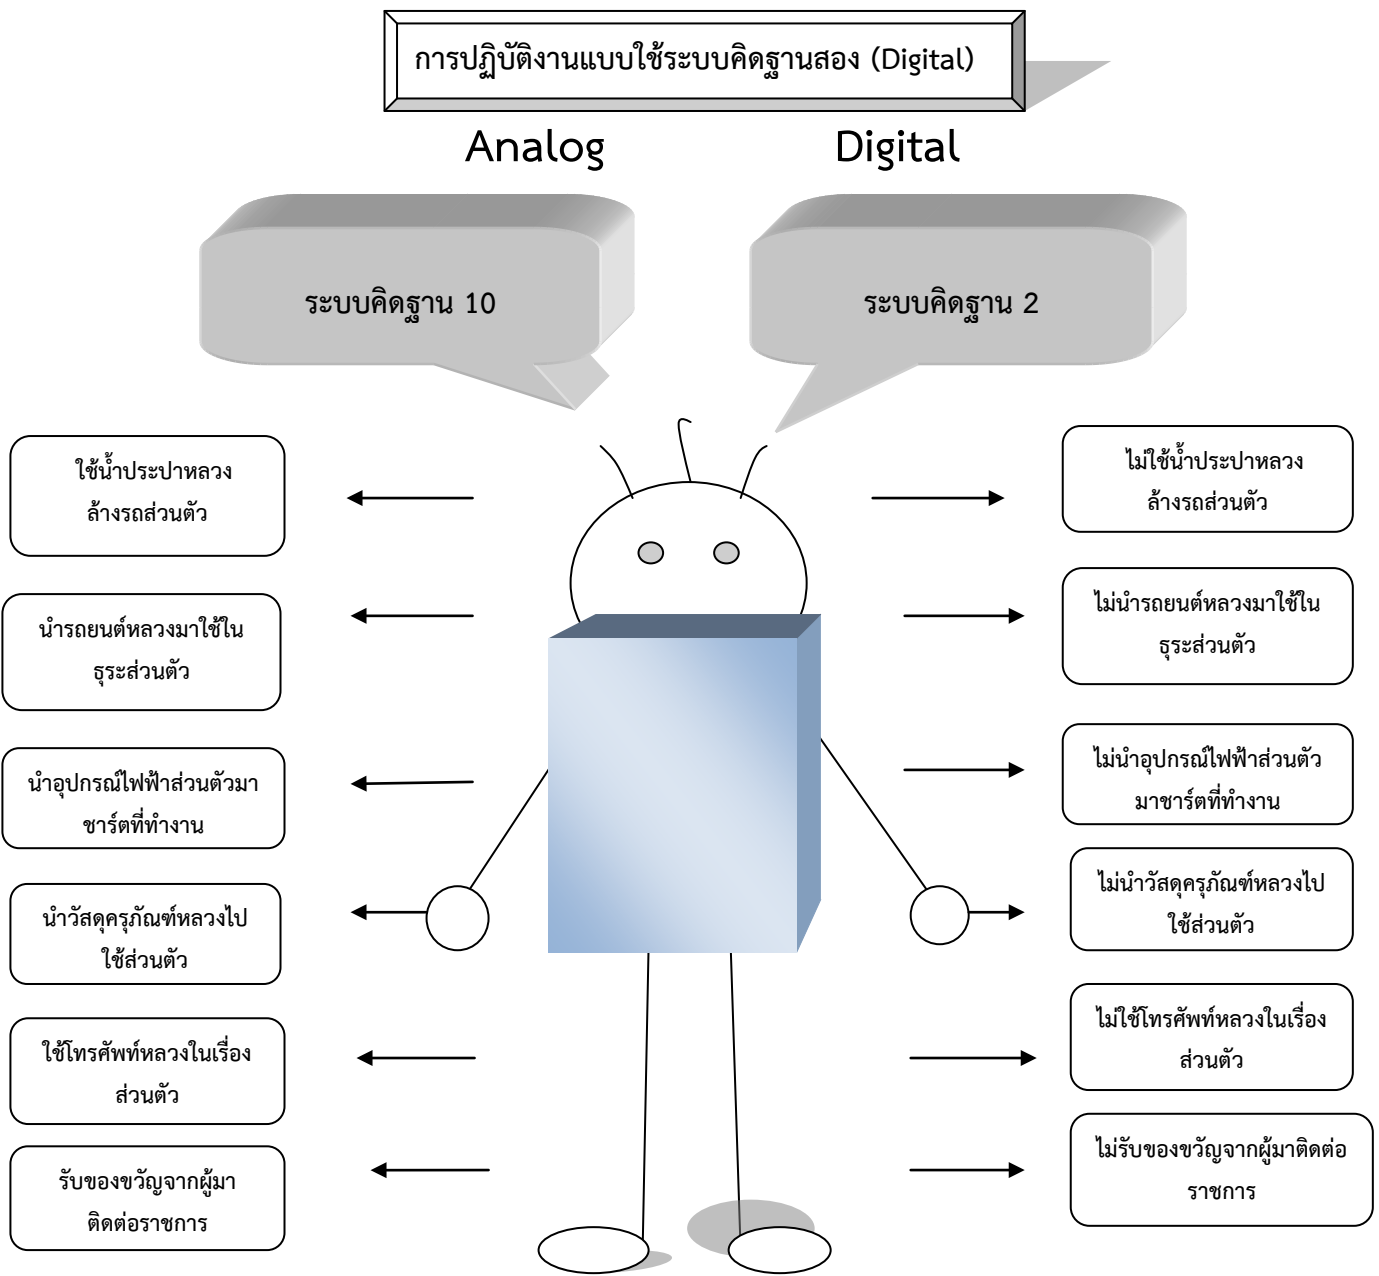 การปฏิบัติงานแบบใช้ระบบคิดฐานสอง (Digital)
Analog
Digital
ระบบคิดฐาน 10
ระบบคิดฐาน 2
ใช้น้ำประปาหลวง
ล้างรถส่วนตัว
นำรถยนต์หลวงมาใช้ใน
ธุระส่วนตัว
นำอุปกรณ์ไฟฟ้าส่วนตัวมา
ชาร์ตที่ทำงาน
นำวัสดุครุภัณฑ์หลวงไป
ใช้ส่วนตัว
ใช้โทรศัพท์หลวงในเรื่อง
ส่วนตัว
รับของขวัญจากผู้มา
ติดต่อราชการ
ไม่ใช้น้ำประปาหลวง
ล้างรถส่วนตัว
ไม่นำรถยนต์หลวงมาใช้ใน
ธุระส่วนตัว
ไม่นำอุปกรณ์ไฟฟ้าส่วนตัว
มาชาร์ตที่ทำงาน
ไม่นำวัสดุครุภัณฑ์หลวงไป
ใช้ส่วนตัว
ไม่ใช้โทรศัพท์หลวงในเรื่อง
ส่วนตัว
ไม่รับของขวัญจากผู้มาติดต่อ
ราชการ